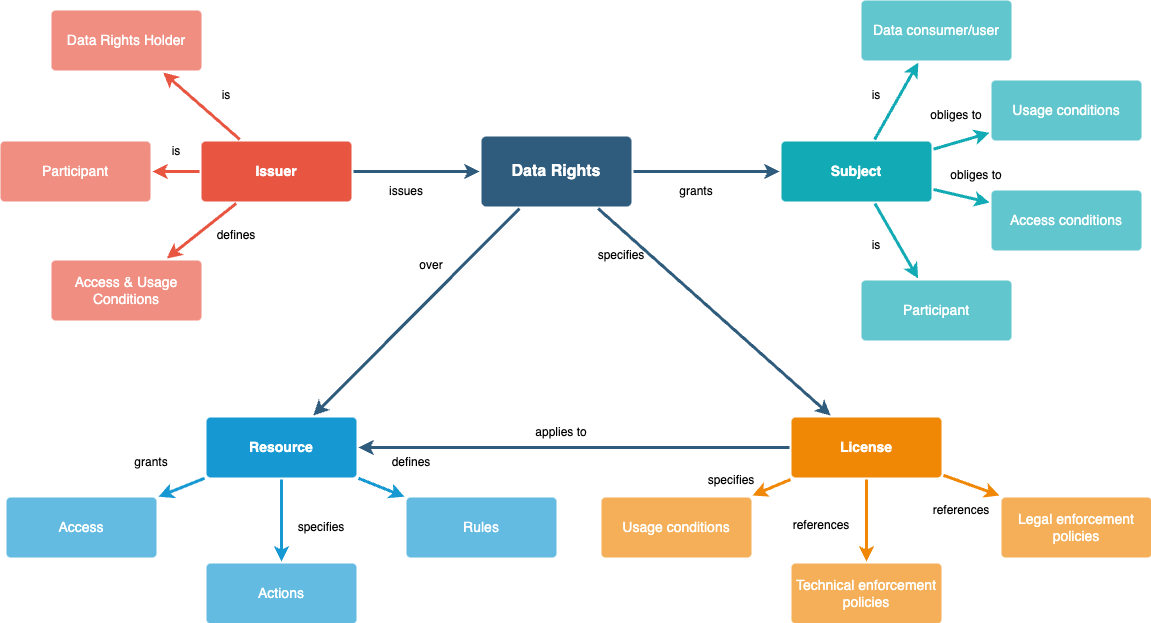 Data Rights Holder
Data consumer/user
is
is
obliges to
Usage conditions
Participant
is
Issuer
issues
Data Rights
grants
Subject
obliges to
Access conditions
defines
is
Access & Usage
Conditions
over
specifies
Participant
applies to
Resource
License
grants
defines
specifies
Access
specifies
Rules
Usage conditions
references
references
Legal enforcement
policies
Actions
Technical enforcement
policies